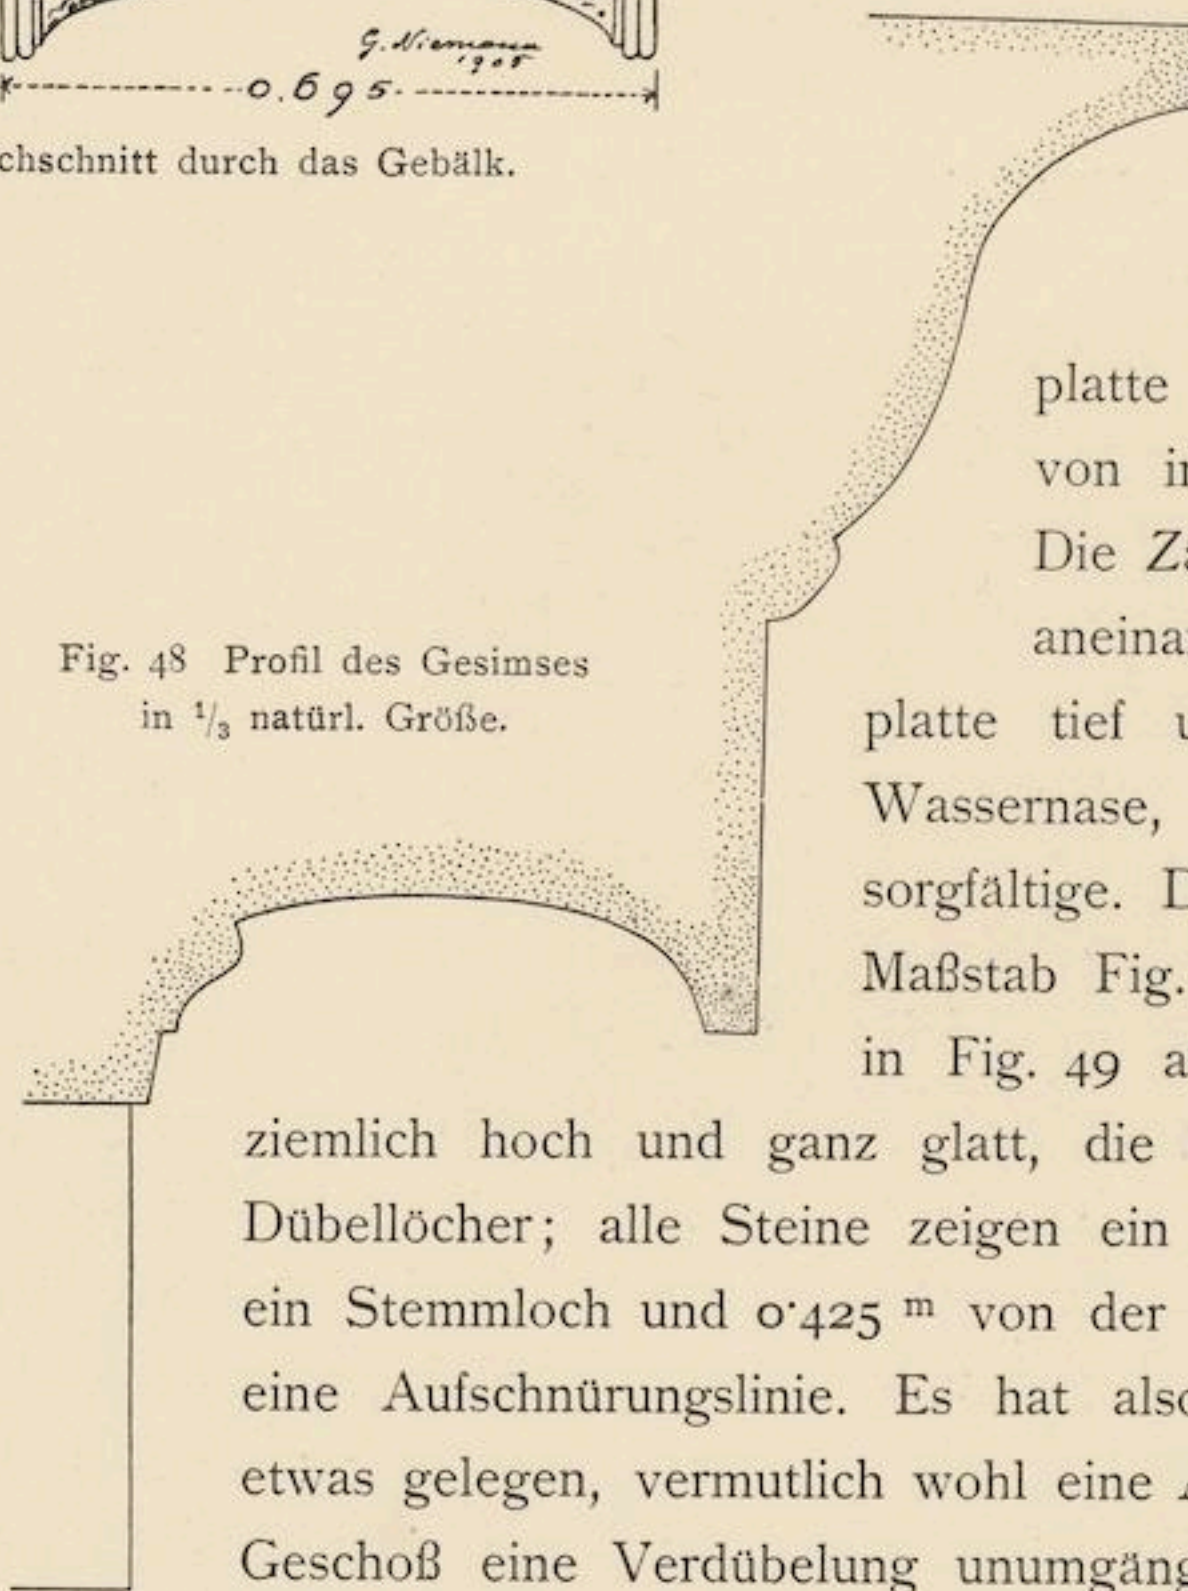 G. Niemann
1905
0.695
chschnitt durch das Gebälk.
platte
von
Die
Fig. 48 Profil des Gesimses
in 1/3 natürl. Größe.
platte tief
Wassernase,
sorgfältige.
Maßstab Fig.
in Fig. 49 a
ziemlich hoch und ganz glatt, die
Dübellöcher; alle Steine zeigen ein
ein Stemmloch und 0·425 m von der
eine Aufschnürungslinie. Es hat also
etwas gelegen, vermutlich wohl eine
Geschoß eine Verdübelung unumgäng